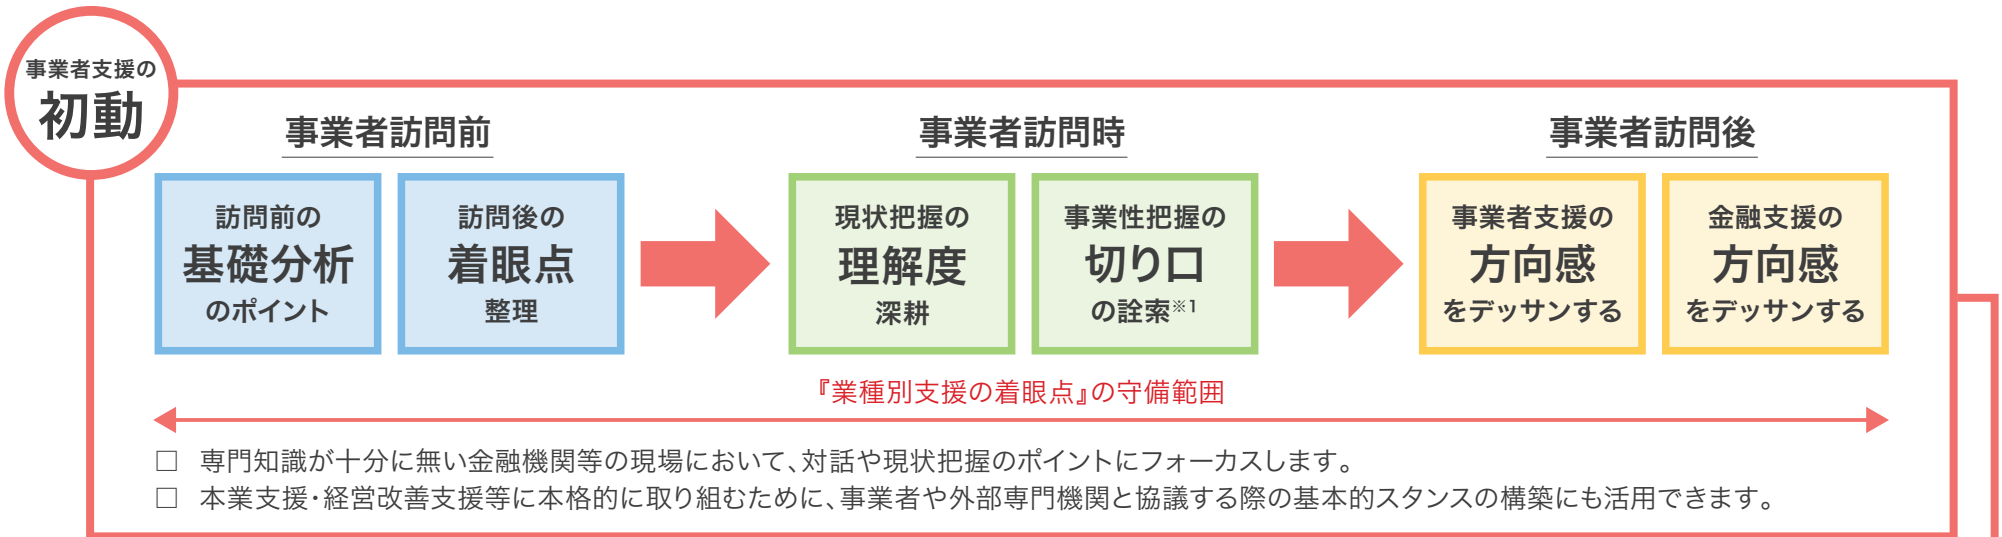 事業者支援の
初動
事業者訪問前
訪問前の
基礎分析
のポイント
訪問後の
着眼点
整理
事業者訪問時
現状把握の
理解度
深耕
事業性把握の
切り口
の詮索※1
事業者訪問後
事業者支援の
方向感
をデッサンする
金融支援の
方向感
をデッサンする
『業種別支援の着眼点』の守備範囲
□ 専門知識が十分に無い金融機関等の現場において、対話や現状把握のポイントにフォーカスします。
□ 本業支援・経営改善支援等に本格的に取り組むために、事業者や外部専門機関と協議する際の基本的スタンスの構築にも活用できます。